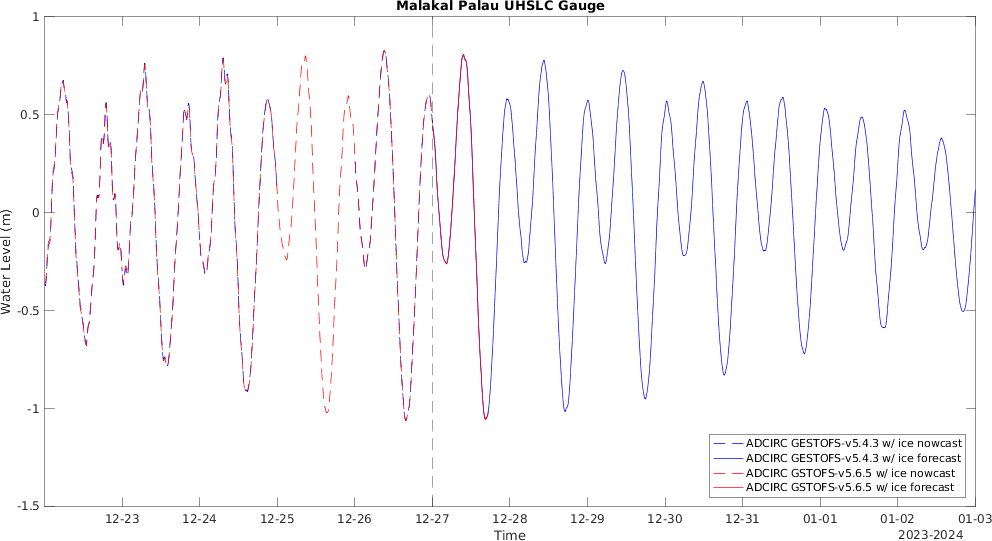 Malakal Palau UHSLC Gauge
Water Level (m)
1
0.5
0
-0.5
-1
-1.5
12-23 12-24 12-25 12-26 12-27 12-28 12-29 12-30 12-31 01-01 01-02 01-03
Time
2023-2024
ADCIRC GESTOFS-v5.4.3 w/ ice nowcast
ADCIRC GESTOFS-v5.4.3 w/ ice forecast
ADCIRC GSTOFS-v5.6.5 w/ ice nowcast
ADCIRC GSTOFS-v5.6.5 w/ ice forecast